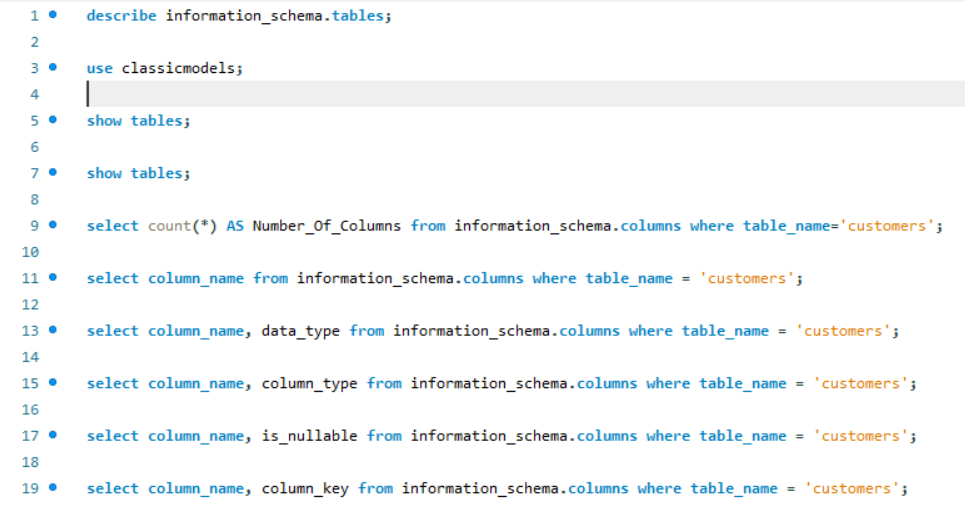 1 describe information_schema.tables;
2
3 use classicmodels;
4
5 show tables;
6
7 show tables;
8
9 select count(*) AS Number_Of_Columns from information_schema.columns where table_name='customers';
10
11 select column_name from information_schema.columns where table_name = 'customers';
12
13 select column_name, data_type from information_schema.columns where table_name = 'customers';
14
15 select column_name, column_type from information_schema.columns where table_name = 'customers';
16
17 select column_name, is_nullable from information_schema.columns where table_name = 'customers';
18
19 select column_name, column_key from information_schema.columns where table_name = 'customers';